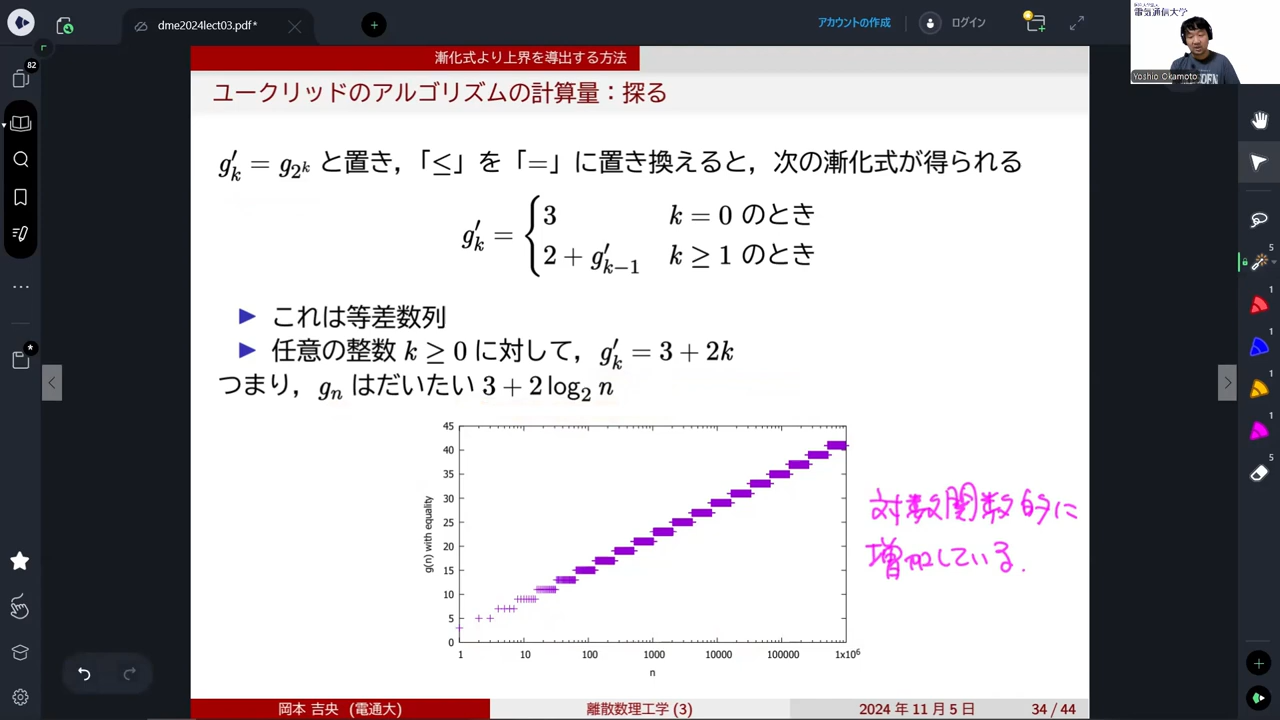 dme2024lect03.pdf*
アカウントの作成
ログイン
電気通信大学
Yoshio Okamoto
82
漸化式より上界を導出する方法
ユークリッドのアルゴリズムの計算量：探る
g′_k = g_{2^k} と置き，「≤」を「=」に置き換えると，次の漸化式が得られる
g′_k = { 3 k = 0 のとき
2 + g′_{k−1} k ≥ 1 のとき
▶ これは等差数列
▶ 任意の整数 k ≥ 0 に対して，g′_k = 3 + 2k
つまり，g_n はだいたい 3 + 2 log_2 n
45
40
35
30
25
20
15
10
5
0
g(n) with equality
1 10 100 1000 10000 100000 1x10^6
n
対数関数的に
増加している.
5
1
1
1
1
5
岡本 吉央 (電通大)
離散数理工学 (3)
2024 年 11 月 5 日
34 / 44